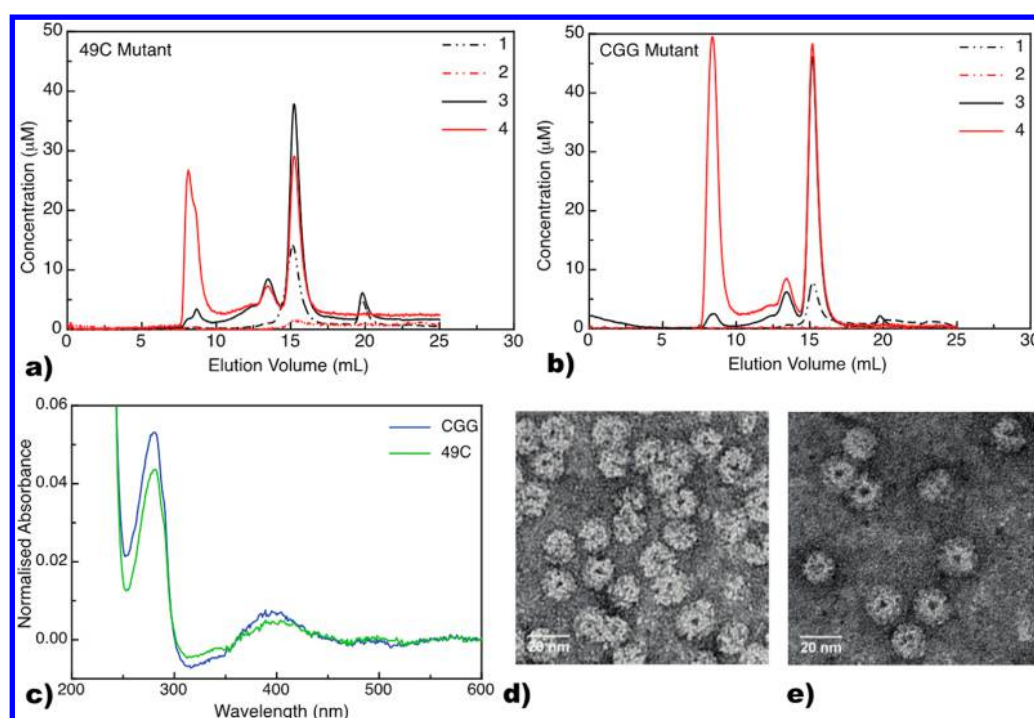 49C Mutant
1
2
3
4
Concentration (μM)
50
40
30
20
10
0
0 5 10 15 20 25 30
Elution Volume (mL)
a)
CGG Mutant
1
2
3
4
Concentration (μM)
50
40
30
20
10
0
0 5 10 15 20 25 30
Elution Volume (mL)
b)
CGG
49C
Normalised Absorbance
0.06
0.04
0.02
0.00
200 300 400 500 600
Wavelength (nm)
c)
20 nm
d)
20 nm
e)